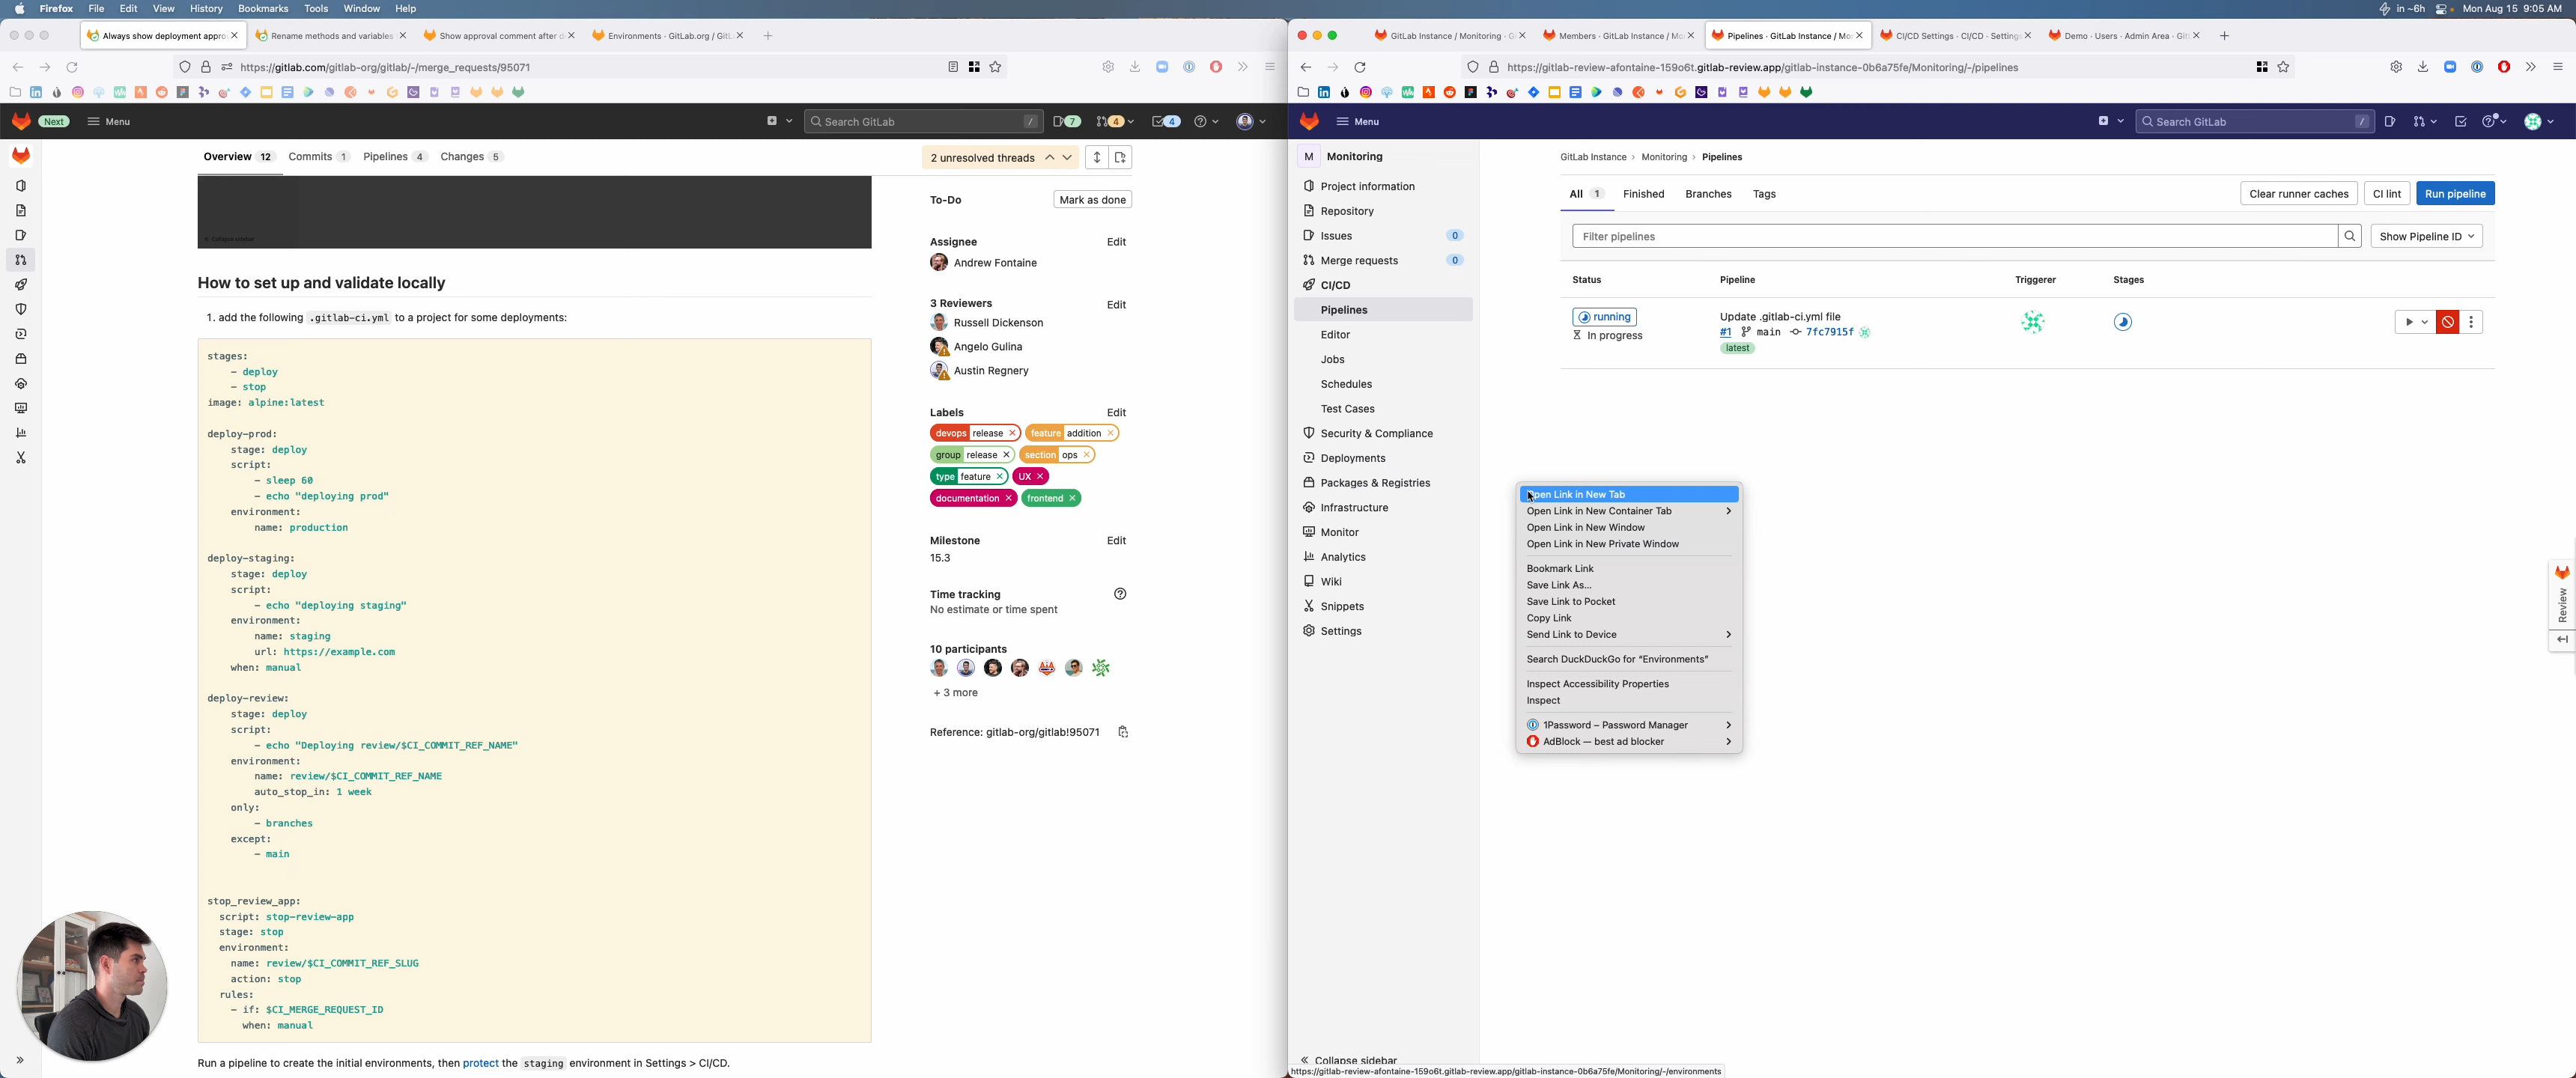 Firefox File Edit View History Bookmarks Tools Window Help
in ~6h Mon Aug 15 9:05 AM
Always show deployment appro
Rename methods and variables
Show approval comment after d
Environments · GitLab.org / GitL
https://gitlab.com/gitlab-org/gitlab/-/merge_requests/95071
Next Menu Search GitLab / 7 4 4
Overview 12 Commits 1 Pipelines 4 Changes 5
2 unresolved threads
Collapse sidebar
How to set up and validate locally
1. add the following .gitlab-ci.yml to a project for some deployments:
stages:
- deploy
- stop
image: alpine:latest
deploy-prod:
stage: deploy
script:
- sleep 60
- echo "deploying prod"
environment:
name: production
deploy-staging:
stage: deploy
script:
- echo "deploying staging"
environment:
name: staging
url: https://example.com
when: manual
deploy-review:
stage: deploy
script:
- echo "Deploying review/$CI_COMMIT_REF_NAME"
environment:
name: review/$CI_COMMIT_REF_NAME
auto_stop_in: 1 week
only:
- branches
except:
- main
stop_review_app:
script: stop-review-app
stage: stop
environment:
name: review/$CI_COMMIT_REF_SLUG
action: stop
rules:
- if: $CI_MERGE_REQUEST_ID
when: manual
Run a pipeline to create the initial environments, then protect the staging environment in Settings > CI/CD.
To-Do Mark as done
Assignee Edit
Andrew Fontaine
3 Reviewers Edit
Russell Dickenson
Angelo Gulina
Austin Regnery
Labels Edit
devops release feature addition
group release section ops
type feature UX
documentation frontend
Milestone Edit
15.3
Time tracking
No estimate or time spent
10 participants
+ 3 more
Reference: gitlab-org/gitlab!95071
GitLab Instance / Monitoring · G
Members · GitLab Instance / Mo
Pipelines · GitLab Instance / Mo
CI/CD Settings · CI/CD · Settings
Demo · Users · Admin Area · Git
https://gitlab-review-afontaine-159o6t.gitlab-review.app/gitlab-instance-0b6a75fe/Monitoring/-/pipelines
Menu Search GitLab /
M Monitoring
Project information
Repository
Issues 0
Merge requests 0
CI/CD
Pipelines
Editor
Jobs
Schedules
Test Cases
Security & Compliance
Deployments
Packages & Registries
Infrastructure
Monitor
Analytics
Wiki
Snippets
Settings
Collapse sidebar
GitLab Instance › Monitoring › Pipelines
All 1 Finished Branches Tags
Clear runner caches CI lint Run pipeline
Filter pipelines Show Pipeline ID
Status Pipeline Triggerer Stages
running
In progress
Update .gitlab-ci.yml file
#1 main 7fc7915f
latest
Open Link in New Tab
Open Link in New Container Tab
Open Link in New Window
Open Link in New Private Window
Bookmark Link
Save Link As...
Save Link to Pocket
Copy Link
Send Link to Device
Search DuckDuckGo for “Environments”
Inspect Accessibility Properties
Inspect
1Password – Password Manager
AdBlock — best ad blocker
Review
https://gitlab-review-afontaine-159o6t.gitlab-review.app/gitlab-instance-0b6a75fe/Monitoring/-/environments